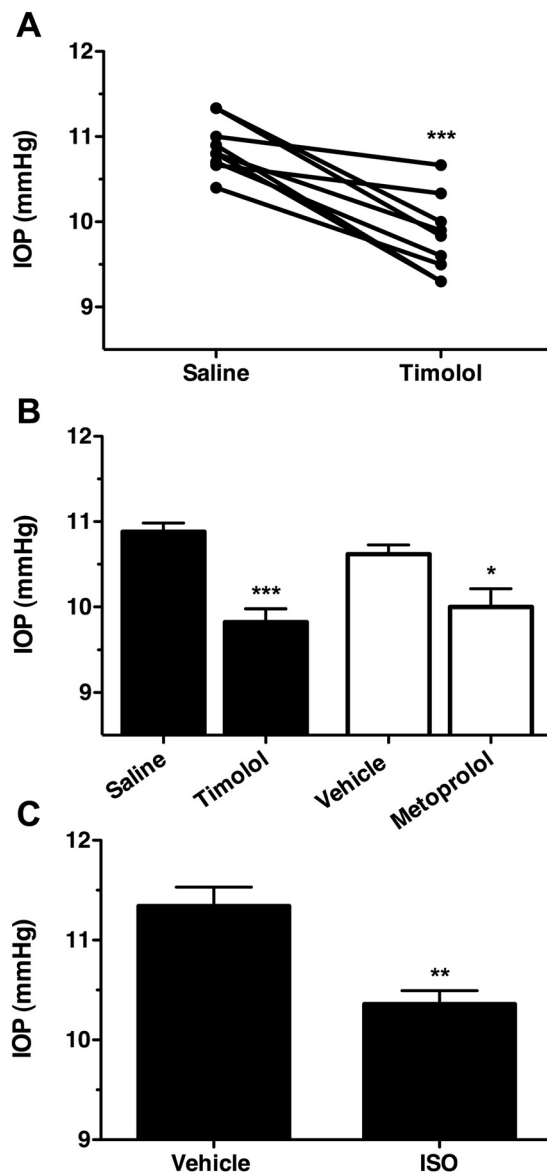 A
12
11
10
9
IOP (mmHg)
***
Saline Timolol
B
12
11
10
9
IOP (mmHg)
***
*
Saline Timolol Vehicle Metoprolol
C
12
11
10
9
IOP (mmHg)
**
Vehicle ISO